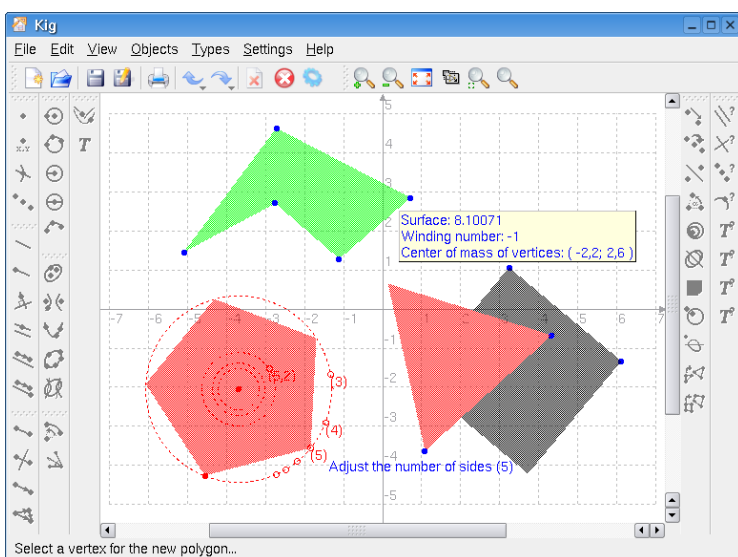 Kig
File Edit View Objects Types Settings Help
x,y
T
T?
T?
T?
T?
5
4
3
2
1
-7 -6 -5 -4 -3 -2 -1 0 1 2 3 4 5 6 7
-1
-2
-3
-4
-5
Surface: 8.10071
Winding number: -1
Center of mass of vertices: ( -2,2; 2,6 )
(5,2)
(3)
(4)
(5)
Adjust the number of sides (5)
Select a vertex for the new polygon...